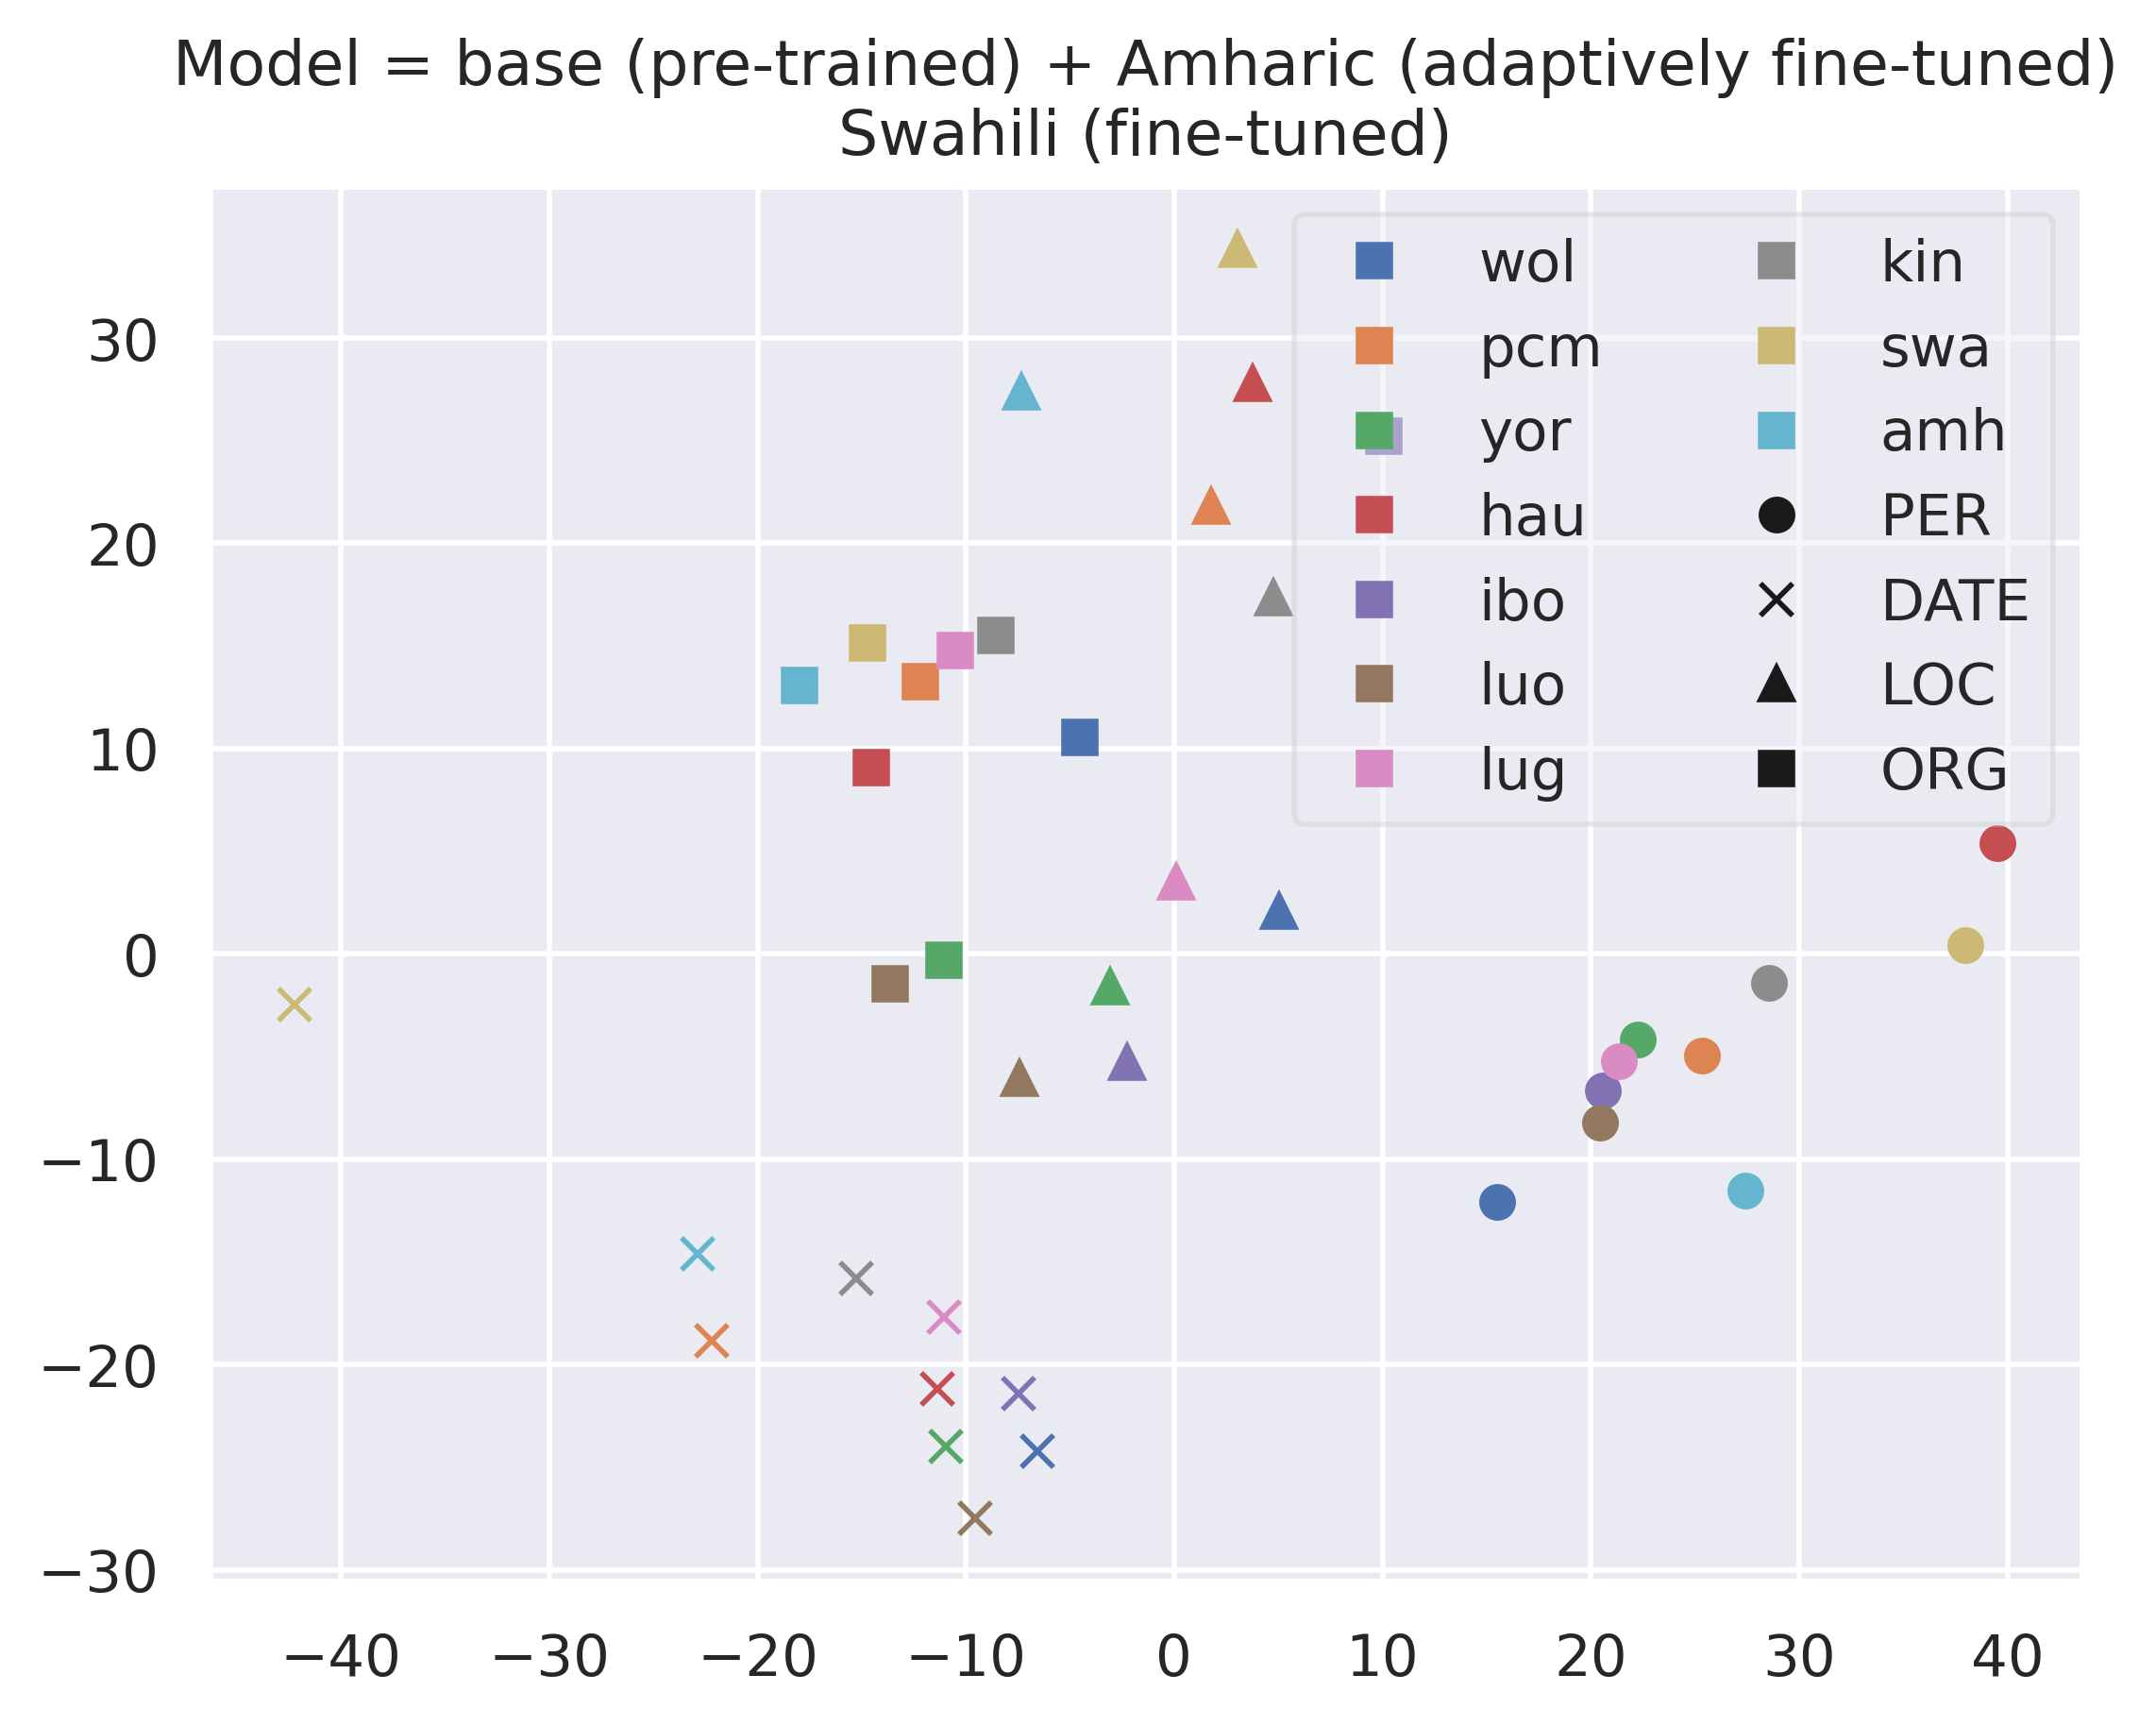 Model = base (pre-trained) + Amharic (adaptively fine-tuned)
Swahili (fine-tuned)
30
20
10
0
−10
−20
−30
−40
−30
−20
−10
0
10
20
30
40
wol
pcm
yor
hau
ibo
luo
lug
kin
swa
amh
PER
DATE
LOC
ORG